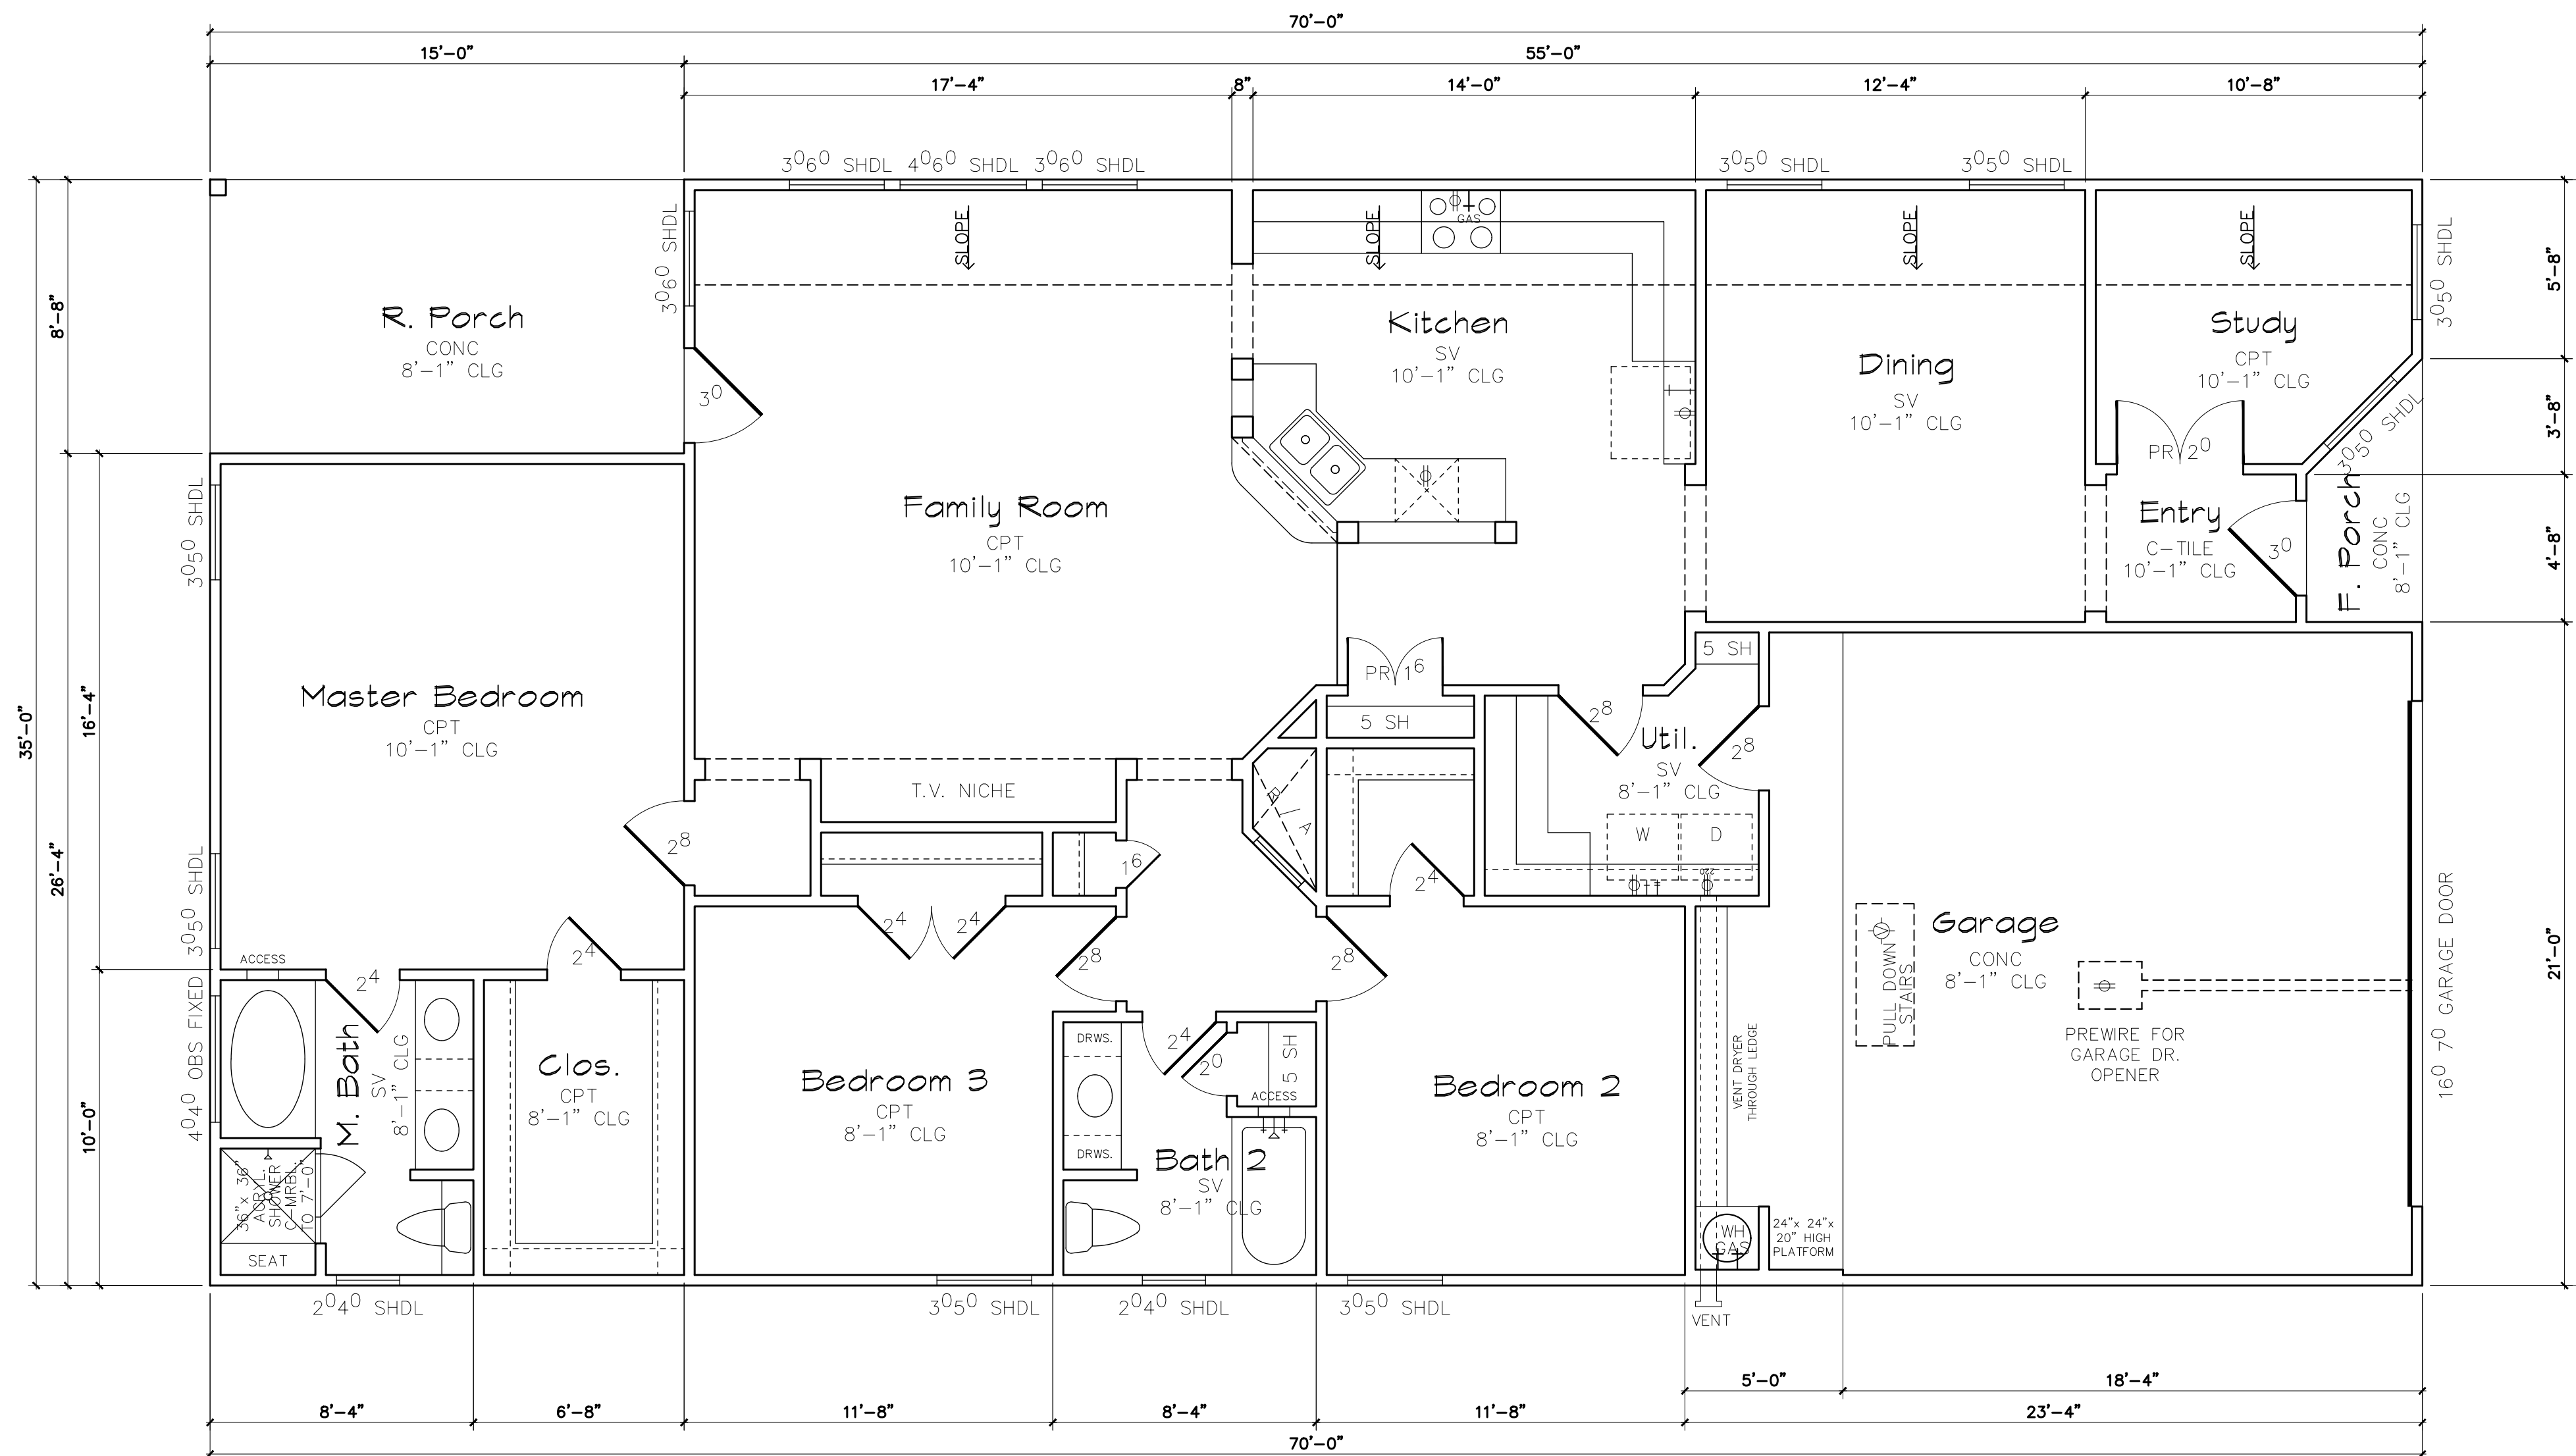 70'-0"
15'-0"
55'-0"
17'-4"
8"
14'-0"
12'-4"
10'-8"
3⁰6⁰ SHDL
4⁰6⁰ SHDL
3⁰6⁰ SHDL
3⁰5⁰ SHDL
3⁰5⁰ SHDL
35'-0"
8'-8"
26'-4"
16'-4"
10'-0"
R. Porch
CONC
8'-1" CLG
3⁰6⁰ SHDL
3⁰
SLOPE
Family Room
CPT
10'-1" CLG
SLOPE
GAS
Kitchen
SV
10'-1" CLG
SLOPE
Dining
SV
10'-1" CLG
SLOPE
Study
CPT
10'-1" CLG
PR 2⁰
3⁰5⁰ SHDL
3⁰5⁰ SHDL
5'-8"
3'-8"
4'-8"
21'-0"
Entry
C-TILE
10'-1" CLG
3⁰
F. Porch
CONC
8'-1" CLG
3⁰5⁰ SHDL
Master Bedroom
CPT
10'-1" CLG
3⁰5⁰ SHDL
2⁸
2⁴
T.V. NICHE
1⁶
R/A
PR 1⁶
5 SH
2⁴
5 SH
2⁸
Util.
SV
8'-1" CLG
2⁸
W
D
220
Garage
CONC
8'-1" CLG
PULL DOWN
STAIRS
PREWIRE FOR
GARAGE DR.
OPENER
16⁰ 7⁰ GARAGE DOOR
ACCESS
2⁴
4⁰4⁰ OBS FIXED
M. Bath
SV
8'-1" CLG
36"x 36"
ACRYL.
SHOWER
C-MRBL.
TO 7'-0"
SEAT
Clos.
CPT
8'-1" CLG
2⁴
2⁴
2⁸
Bedroom 3
CPT
8'-1" CLG
DRWS.
DRWS.
2⁴
2⁰
5 SH
ACCESS
Bath 2
SV
8'-1" CLG
2⁸
Bedroom 2
CPT
8'-1" CLG
VENT DRYER
THROUGH LEDGE
WH
GAS
24"x 24"x
20" HIGH
PLATFORM
VENT
2⁰4⁰ SHDL
3⁰5⁰ SHDL
2⁰4⁰ SHDL
3⁰5⁰ SHDL
5'-0"
18'-4"
8'-4"
6'-8"
11'-8"
8'-4"
11'-8"
23'-4"
70'-0"